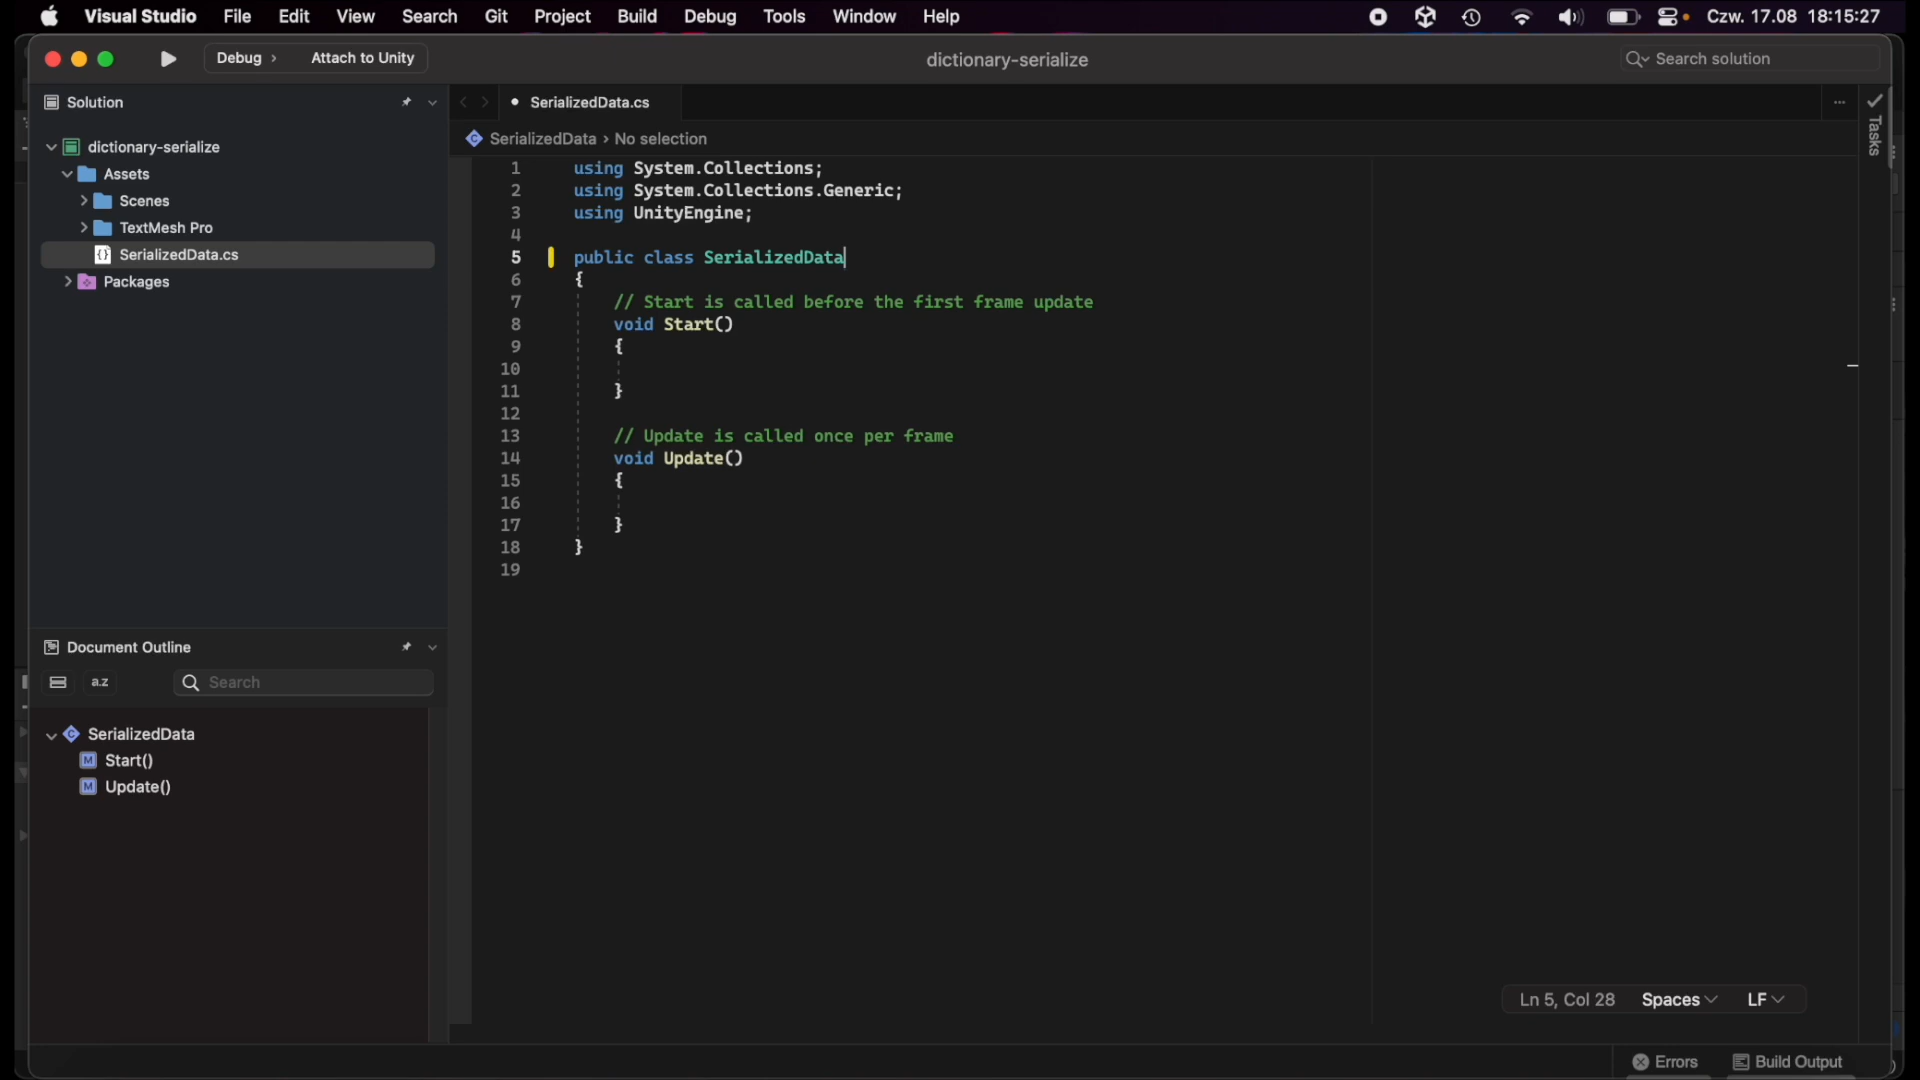 Visual Studio File Edit View Search Git Project Build Debug Tools Window Help Czw. 17.08 18:15:27
Debug › Attach to Unity dictionary-serialize Search solution
Solution
SerializedData.cs
Tasks
SerializedData › No selection
dictionary-serialize
Assets
Scenes
TextMesh Pro
SerializedData.cs
Packages
1 using System.Collections;
2 using System.Collections.Generic;
3 using UnityEngine;
4
5 public class SerializedData
6 {
7 // Start is called before the first frame update
8 void Start()
9 {
10
11 }
12
13 // Update is called once per frame
14 void Update()
15 {
16
17 }
18 }
19
Document Outline
a-z Search
SerializedData
M Start()
M Update()
Ln 5, Col 28 Spaces LF
Errors Build Output